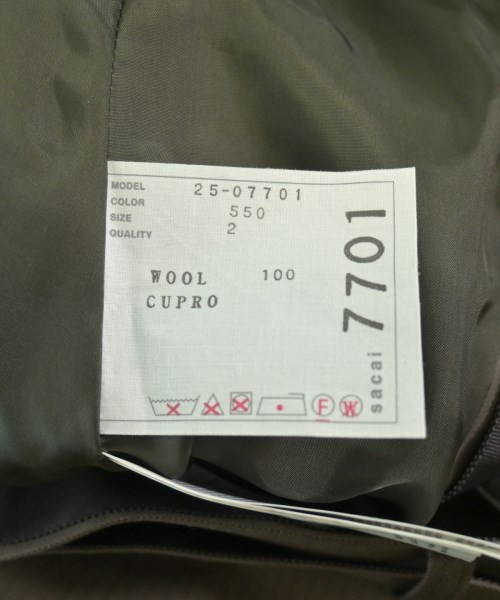 MODEL 25-07701
COLOR 550
SIZE 2
QUALITY
WOOL 100
CUPRO
F W
sacai 7701